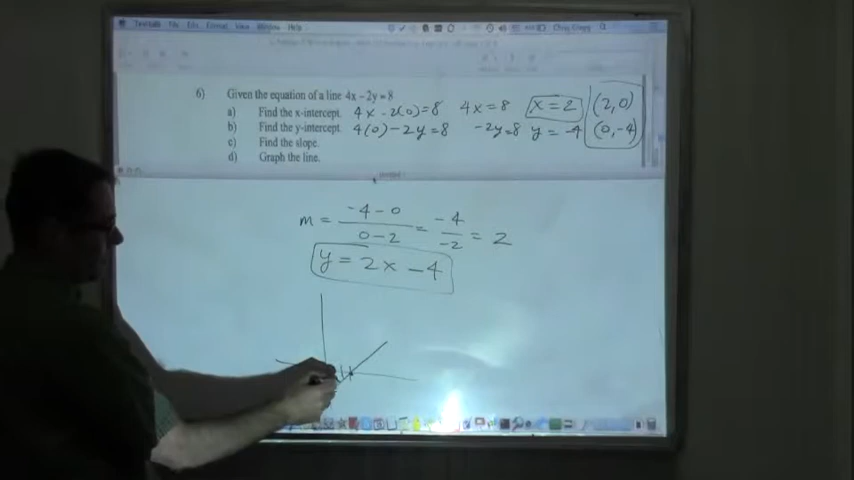 6) Given the equation of a line 4x - 2y = 8
a) Find the x-intercept. 4x - 2(0) = 8 4x = 8 x = 2 (2, 0)
b) Find the y-intercept. 4(0) - 2y = 8 -2y = 8 y = -4 (0, -4)
c) Find the slope.
d) Graph the line.
m = (-4 - 0)/(0 - 2) = -4/-2 = 2
y = 2x - 4